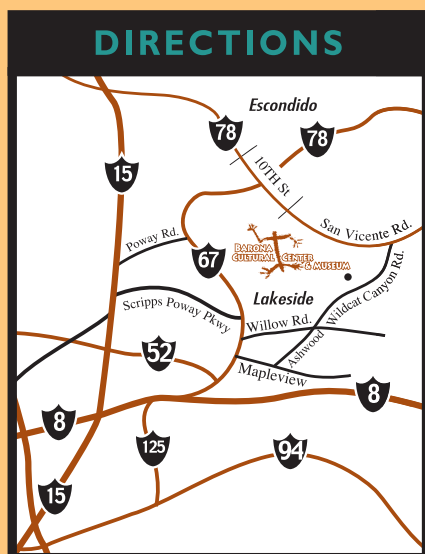 DIRECTIONS
Escondido
78
78
15
10TH St
San Vicente Rd.
Poway Rd.
BARONA
CULTURAL CENTER
& MUSEUM
67
Wildcat Canyon Rd.
Scripps Poway Pkwy
Lakeside
Willow Rd.
52
Ashwood
Mapleview
8
8
125
94
15